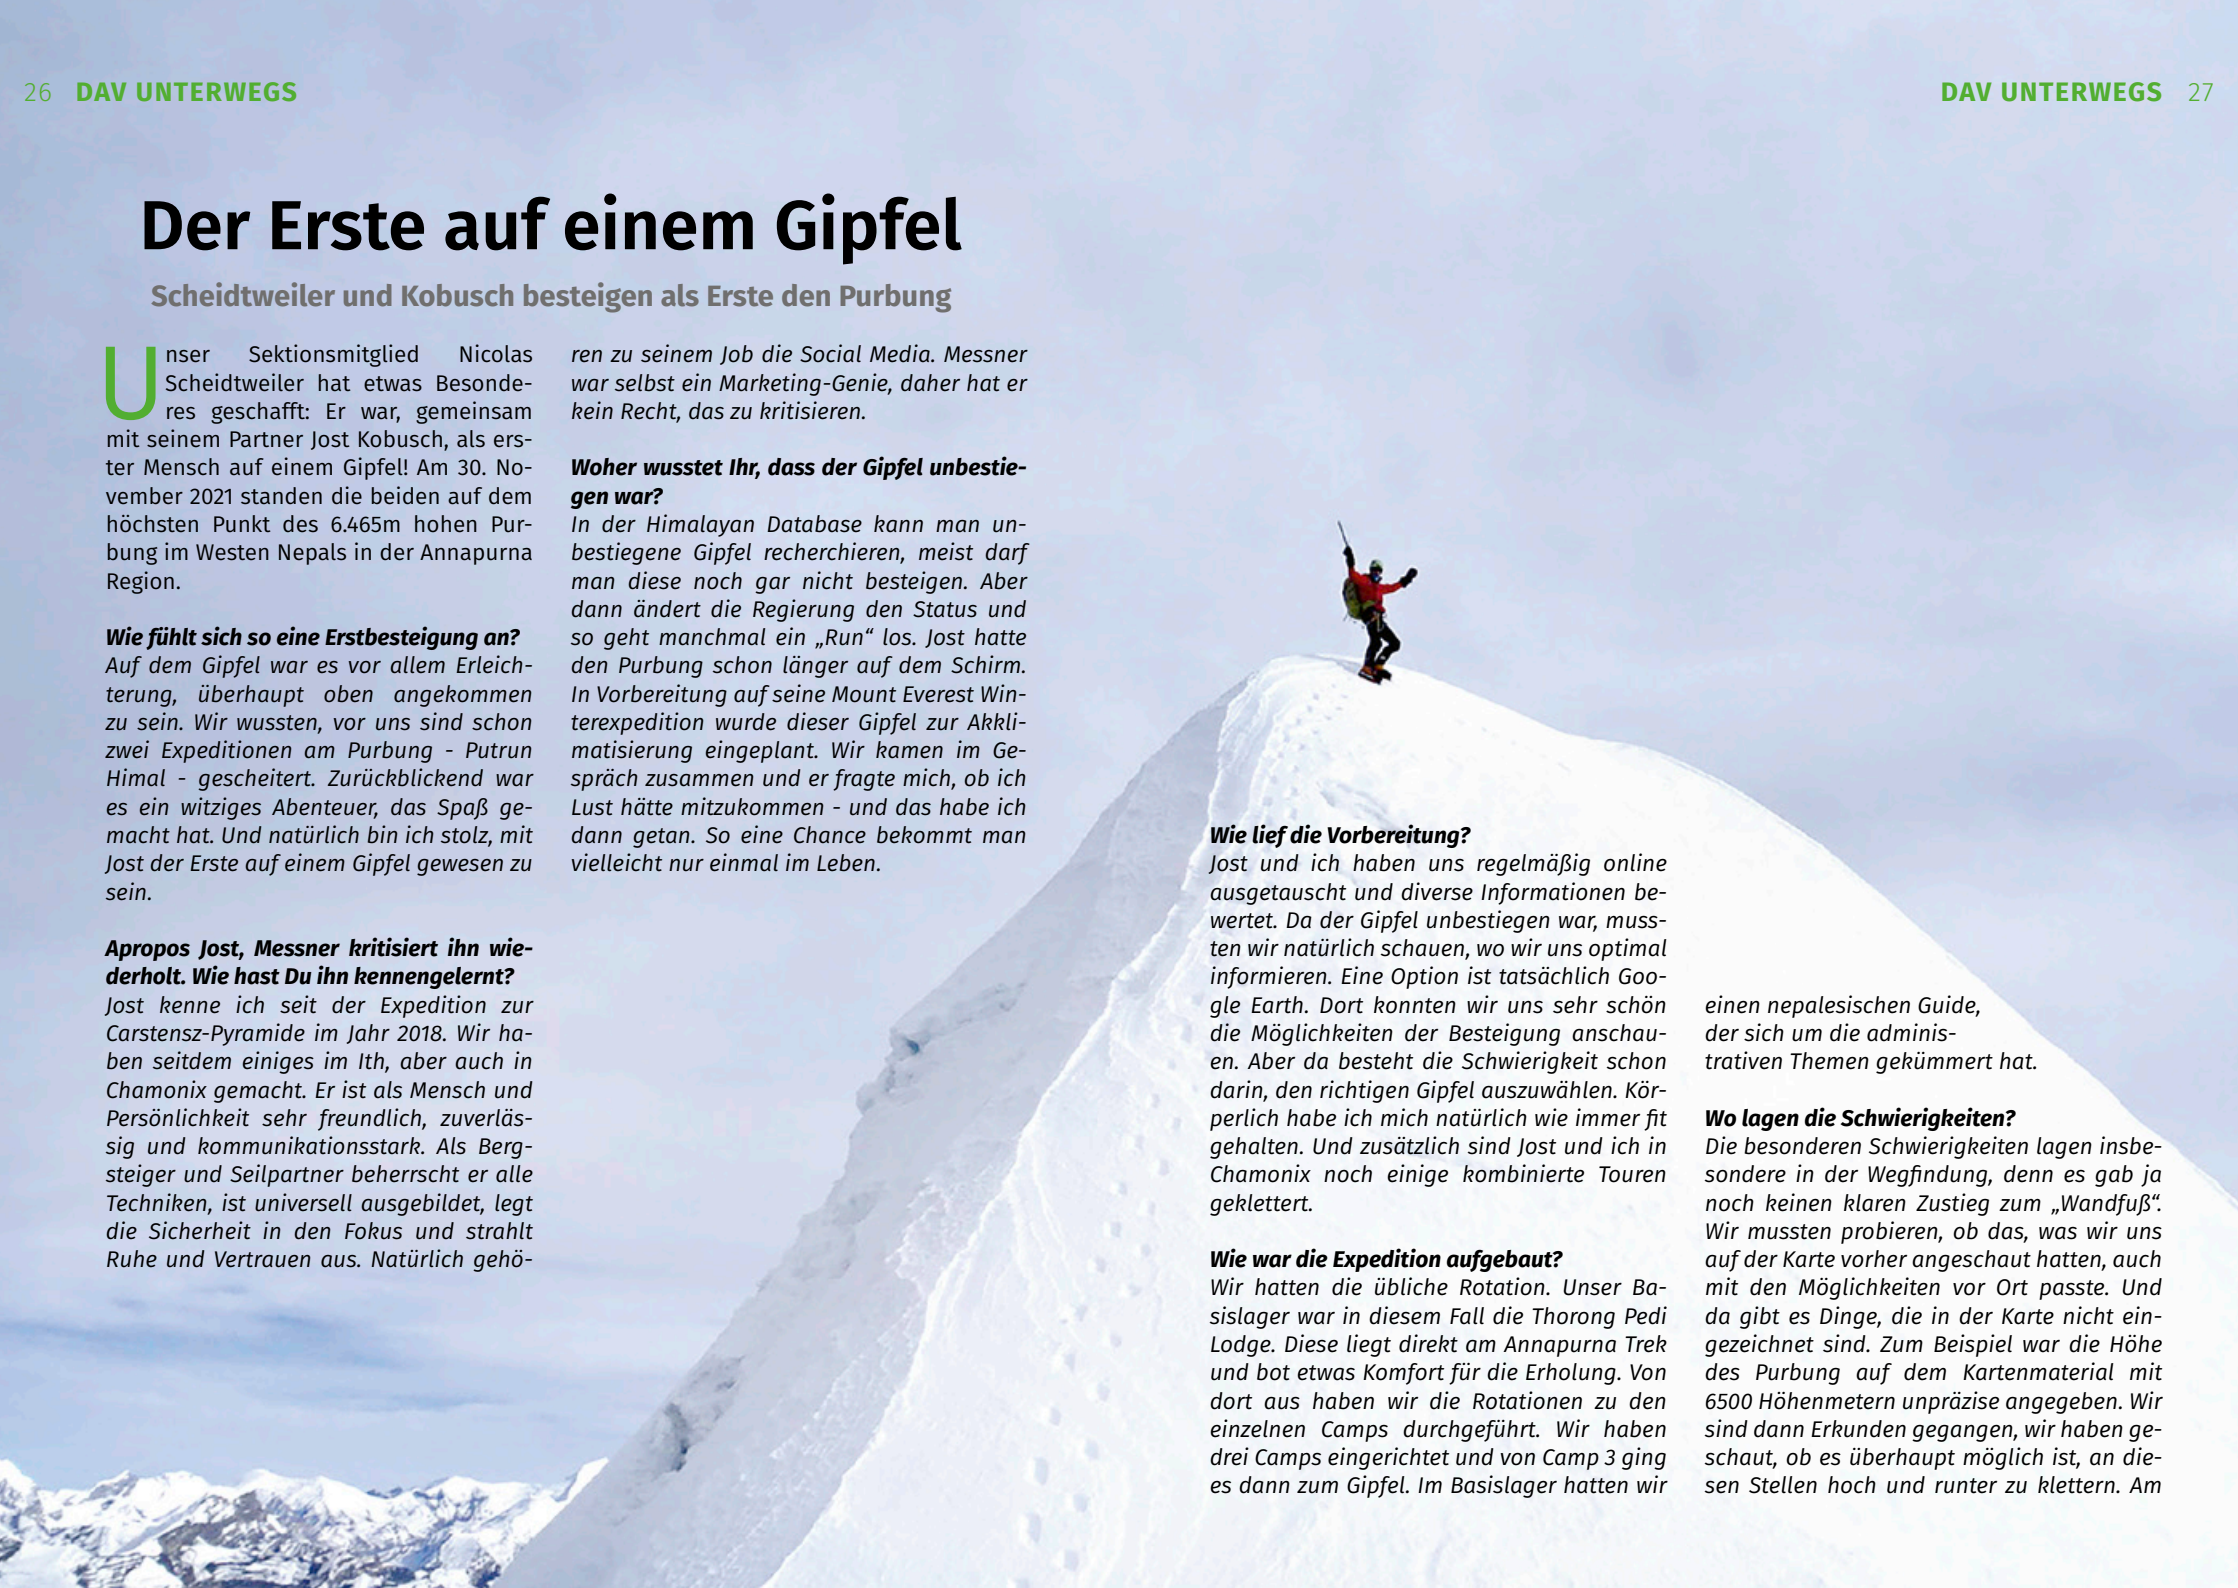 26 DAV UNTERWEGS
DAV UNTERWEGS 27
Der Erste auf einem Gipfel
Scheidtweiler und Kobusch besteigen als Erste den Purbung
Unser Sektionsmitglied Nicolas
Scheidtweiler hat etwas Besonde-
res geschafft: Er war, gemeinsam
mit seinem Partner Jost Kobusch, als ers-
ter Mensch auf einem Gipfel! Am 30. No-
vember 2021 standen die beiden auf dem
höchsten Punkt des 6.465m hohen Pur-
bung im Westen Nepals in der Annapurna
Region.
Wie fühlt sich so eine Erstbesteigung an?
Auf dem Gipfel war es vor allem Erleich-
terung, überhaupt oben angekommen
zu sein. Wir wussten, vor uns sind schon
zwei Expeditionen am Purbung - Putrun
Himal - gescheitert. Zurückblickend war
es ein witziges Abenteuer, das Spaß ge-
macht hat. Und natürlich bin ich stolz, mit
Jost der Erste auf einem Gipfel gewesen zu
sein.
Apropos Jost, Messner kritisiert ihn wie-
derholt. Wie hast Du ihn kennengelernt?
Jost kenne ich seit der Expedition zur
Carstensz-Pyramide im Jahr 2018. Wir ha-
ben seitdem einiges im Ith, aber auch in
Chamonix gemacht. Er ist als Mensch und
Persönlichkeit sehr freundlich, zuverläs-
sig und kommunikationsstark. Als Berg-
steiger und Seilpartner beherrscht er alle
Techniken, ist universell ausgebildet, legt
die Sicherheit in den Fokus und strahlt
Ruhe und Vertrauen aus. Natürlich gehö-
ren zu seinem Job die Social Media. Messner
war selbst ein Marketing-Genie, daher hat er
kein Recht, das zu kritisieren.
Woher wusstet Ihr, dass der Gipfel unbestie-
gen war?
In der Himalayan Database kann man un-
bestiegene Gipfel recherchieren, meist darf
man diese noch gar nicht besteigen. Aber
dann ändert die Regierung den Status und
so geht manchmal ein „Run“ los. Jost hatte
den Purbung schon länger auf dem Schirm.
In Vorbereitung auf seine Mount Everest Win-
terexpedition wurde dieser Gipfel zur Akkli-
matisierung eingeplant. Wir kamen im Ge-
spräch zusammen und er fragte mich, ob ich
Lust hätte mitzukommen - und das habe ich
dann getan. So eine Chance bekommt man
vielleicht nur einmal im Leben.
Wie lief die Vorbereitung?
Jost und ich haben uns regelmäßig online
ausgetauscht und diverse Informationen be-
wertet. Da der Gipfel unbestiegen war, muss-
ten wir natürlich schauen, wo wir uns optimal
informieren. Eine Option ist tatsächlich Goo-
gle Earth. Dort konnten wir uns sehr schön
die Möglichkeiten der Besteigung anschau-
en. Aber da besteht die Schwierigkeit schon
darin, den richtigen Gipfel auszuwählen. Kör-
perlich habe ich mich natürlich wie immer fit
gehalten. Und zusätzlich sind Jost und ich in
Chamonix noch einige kombinierte Touren
geklettert.
Wie war die Expedition aufgebaut?
Wir hatten die übliche Rotation. Unser Ba-
sislager war in diesem Fall die Thorong Pedi
Lodge. Diese liegt direkt am Annapurna Trek
und bot etwas Komfort für die Erholung. Von
dort aus haben wir die Rotationen zu den
einzelnen Camps durchgeführt. Wir haben
drei Camps eingerichtet und von Camp 3 ging
es dann zum Gipfel. Im Basislager hatten wir
einen nepalesischen Guide,
der sich um die adminis-
trativen Themen gekümmert hat.
Wo lagen die Schwierigkeiten?
Die besonderen Schwierigkeiten lagen insbe-
sondere in der Wegfindung, denn es gab ja
noch keinen klaren Zustieg zum „Wandfuß“.
Wir mussten probieren, ob das, was wir uns
auf der Karte vorher angeschaut hatten, auch
mit den Möglichkeiten vor Ort passte. Und
da gibt es Dinge, die in der Karte nicht ein-
gezeichnet sind. Zum Beispiel war die Höhe
des Purbung auf dem Kartenmaterial mit
6500 Höhenmetern unpräzise angegeben. Wir
sind dann Erkunden gegangen, wir haben ge-
schaut, ob es überhaupt möglich ist, an die-
sen Stellen hoch und runter zu klettern. Am